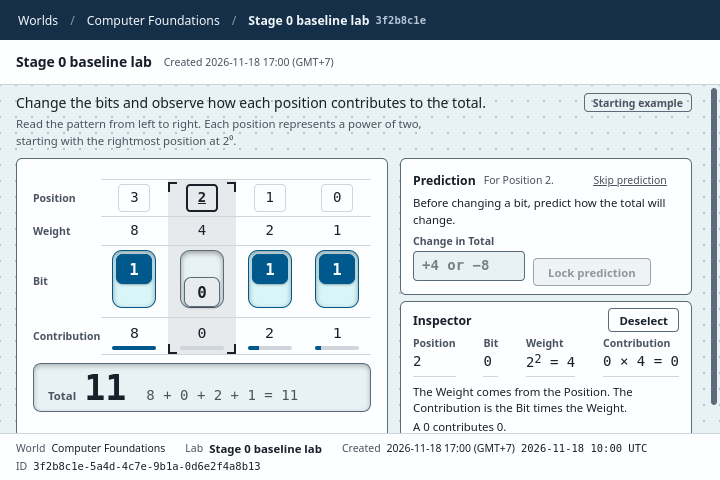 Worlds / Computer Foundations / Stage 0 baseline lab 3f2b8c1e
Stage 0 baseline lab Created 2026-11-18 17:00 (GMT+7)
Change the bits and observe how each position contributes to the total.
Starting example
Read the pattern from left to right. Each position represents a power of two,
starting with the rightmost position at 2⁰.
Position 3 2 1 0
Weight 8 4 2 1
Bit 1 0 1 1
Contribution 8 0 2 1
Total 11 8 + 0 + 2 + 1 = 11
Prediction For Position 2. Skip prediction
Before changing a bit, predict how the total will
change.
Change in Total
+4 or −8 Lock prediction
Inspector Deselect
Position Bit Weight Contribution
2 0 2² = 4 0 × 4 = 0
The Weight comes from the Position. The
Contribution is the Bit times the Weight.
A 0 contributes 0.
World Computer Foundations Lab Stage 0 baseline lab Created 2026-11-18 17:00 (GMT+7) 2026-11-18 10:00 UTC
ID 3f2b8c1e-5a4d-4c7e-9b1a-0d6e2f4a8b13